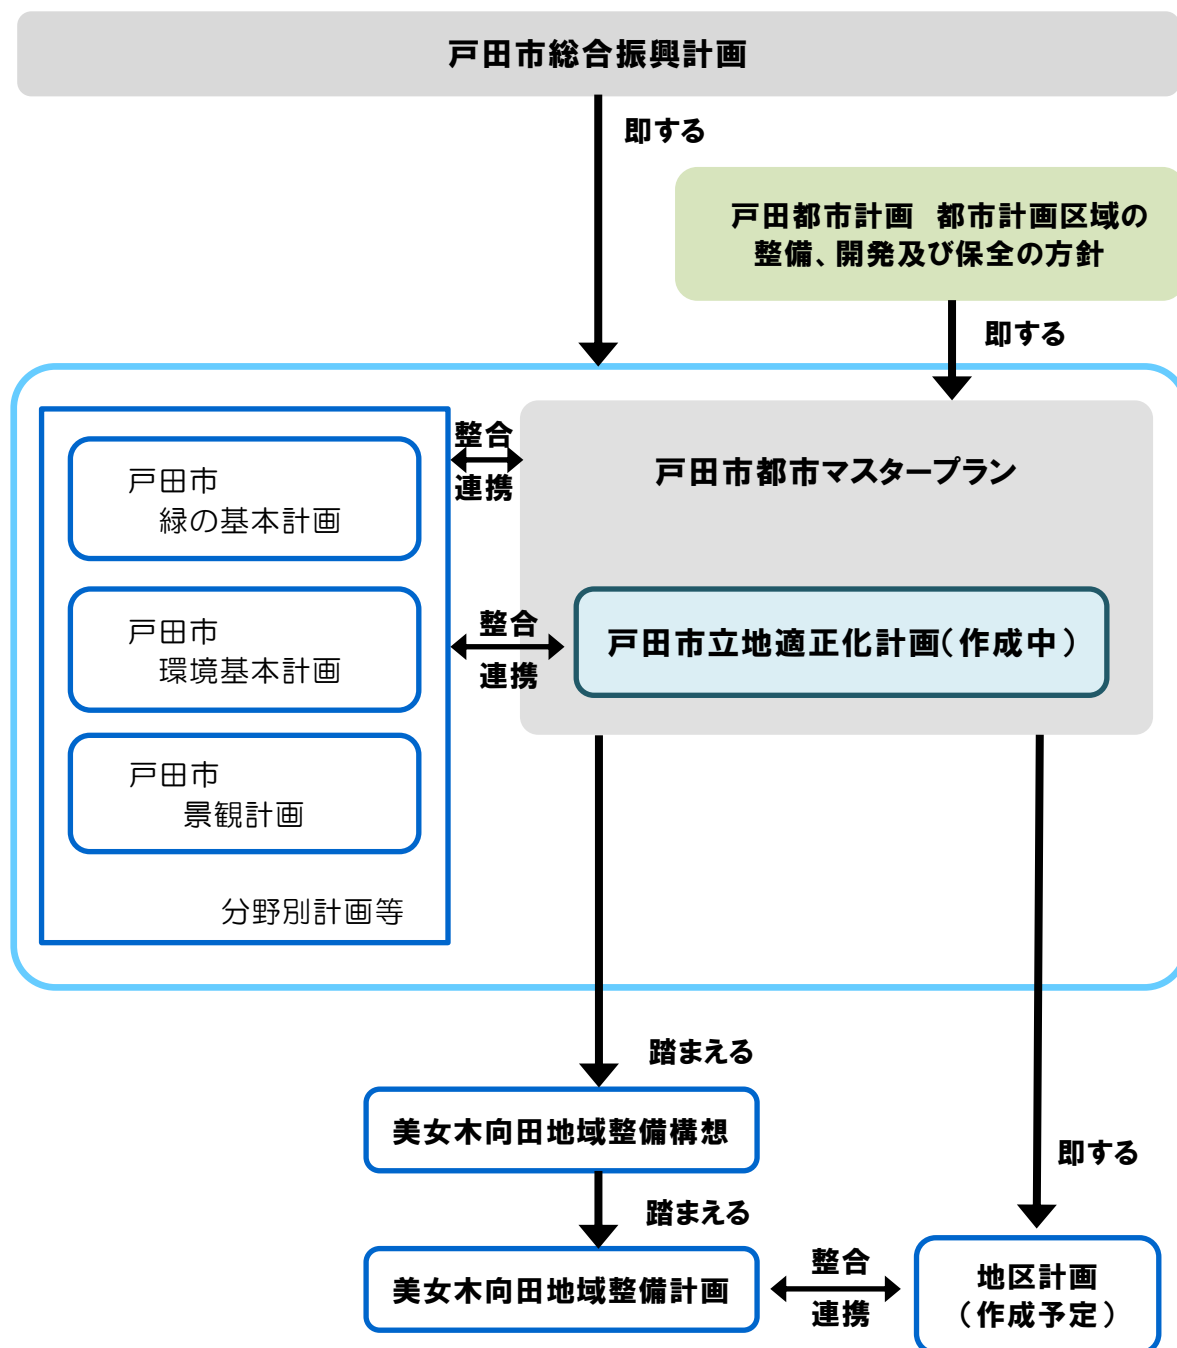 戸田市総合振興計画
即する
戸田都市計画　都市計画区域の
整備、開発及び保全の方針
即する
戸田市
緑の基本計画
整合
連携
戸田市都市マスタープラン
戸田市
環境基本計画
整合
連携
戸田市立地適正化計画（作成中）
戸田市
景観計画
分野別計画等
踏まえる
美女木向田地域整備構想
即する
踏まえる
美女木向田地域整備計画
整合
連携
地区計画
（作成予定）